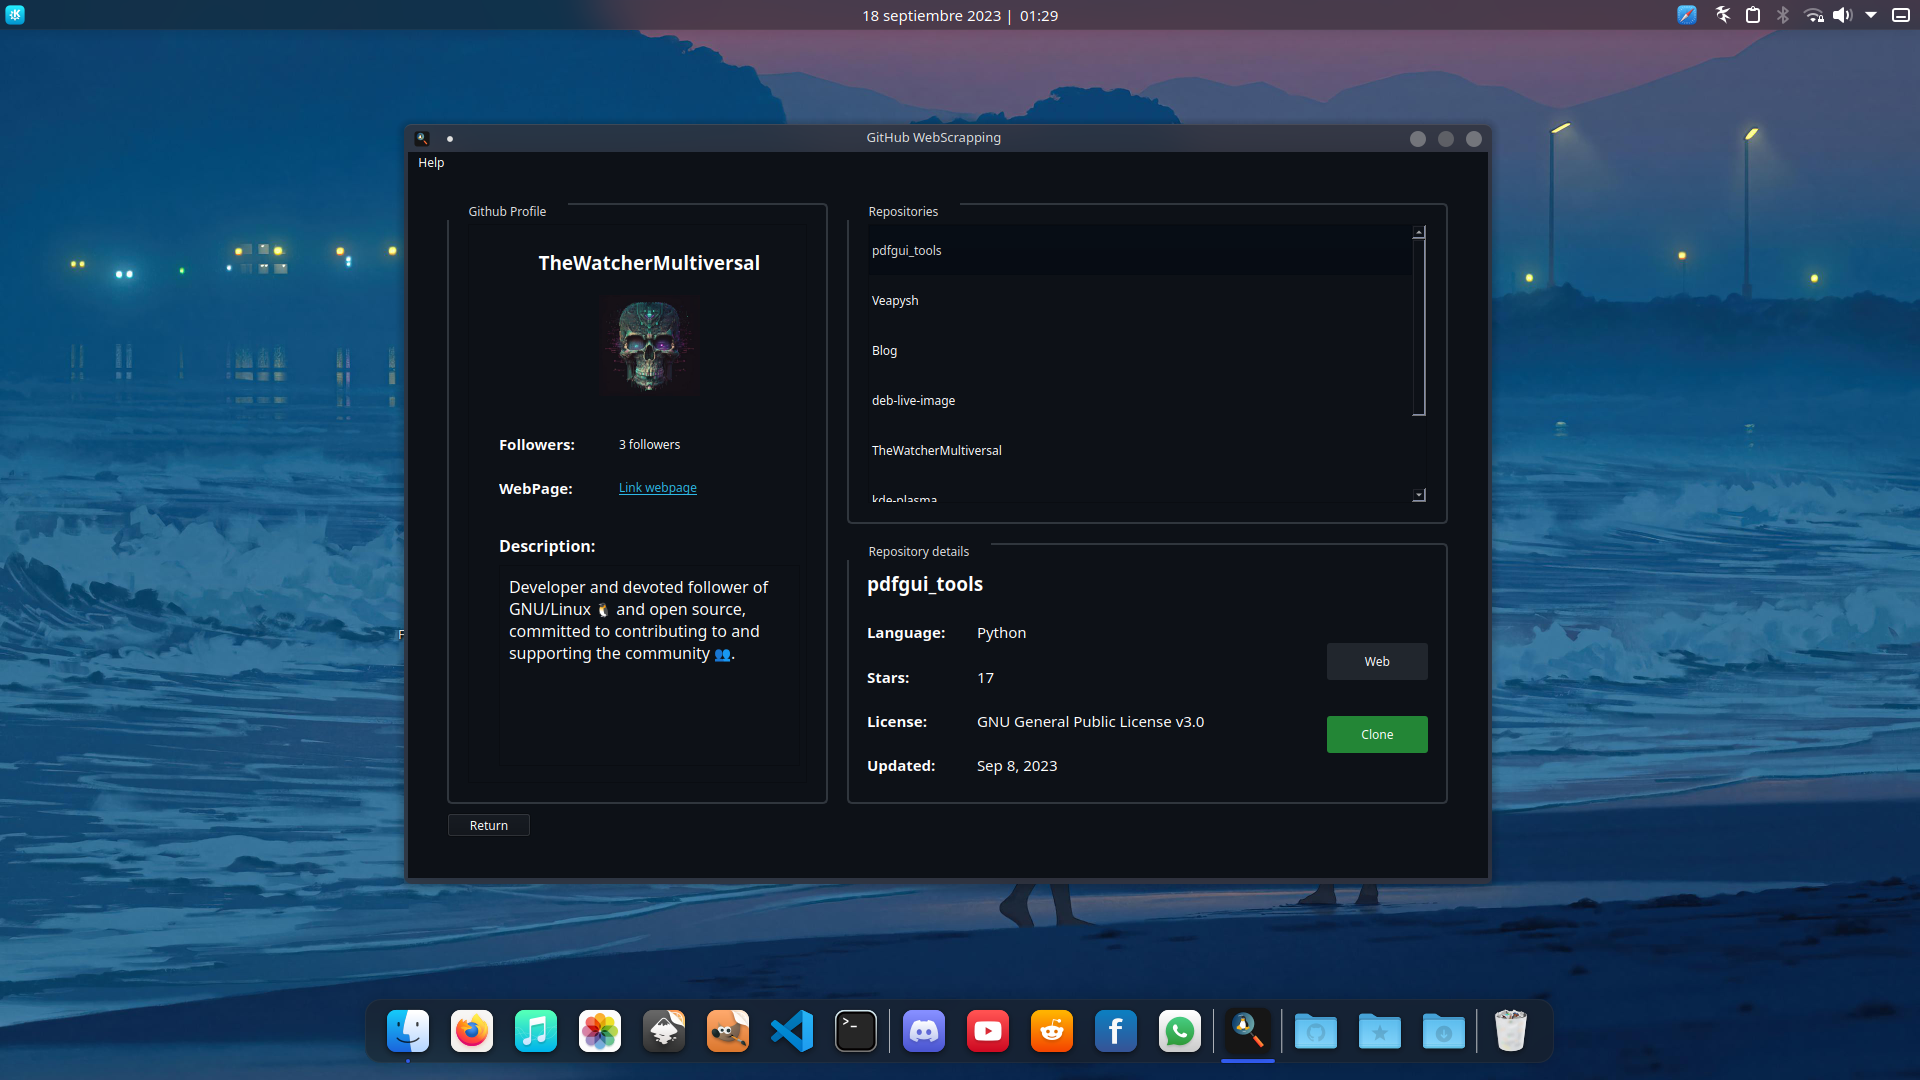 18 septiembre 2023 | 01:29
GitHub WebScrapping
Help
Github Profile
TheWatcherMultiversal
Followers: 3 followers
WebPage: Link webpage
Description:
Developer and devoted follower of
GNU/Linux 🐧 and open source,
committed to contributing to and
supporting the community 👥.
Return
Repositories
pdfgui_tools
Veapysh
Blog
deb-live-image
TheWatcherMultiversal
kde-plasma
Repository details
pdfgui_tools
Language: Python
Stars: 17
License: GNU General Public License v3.0
Updated: Sep 8, 2023
Web
Clone
F